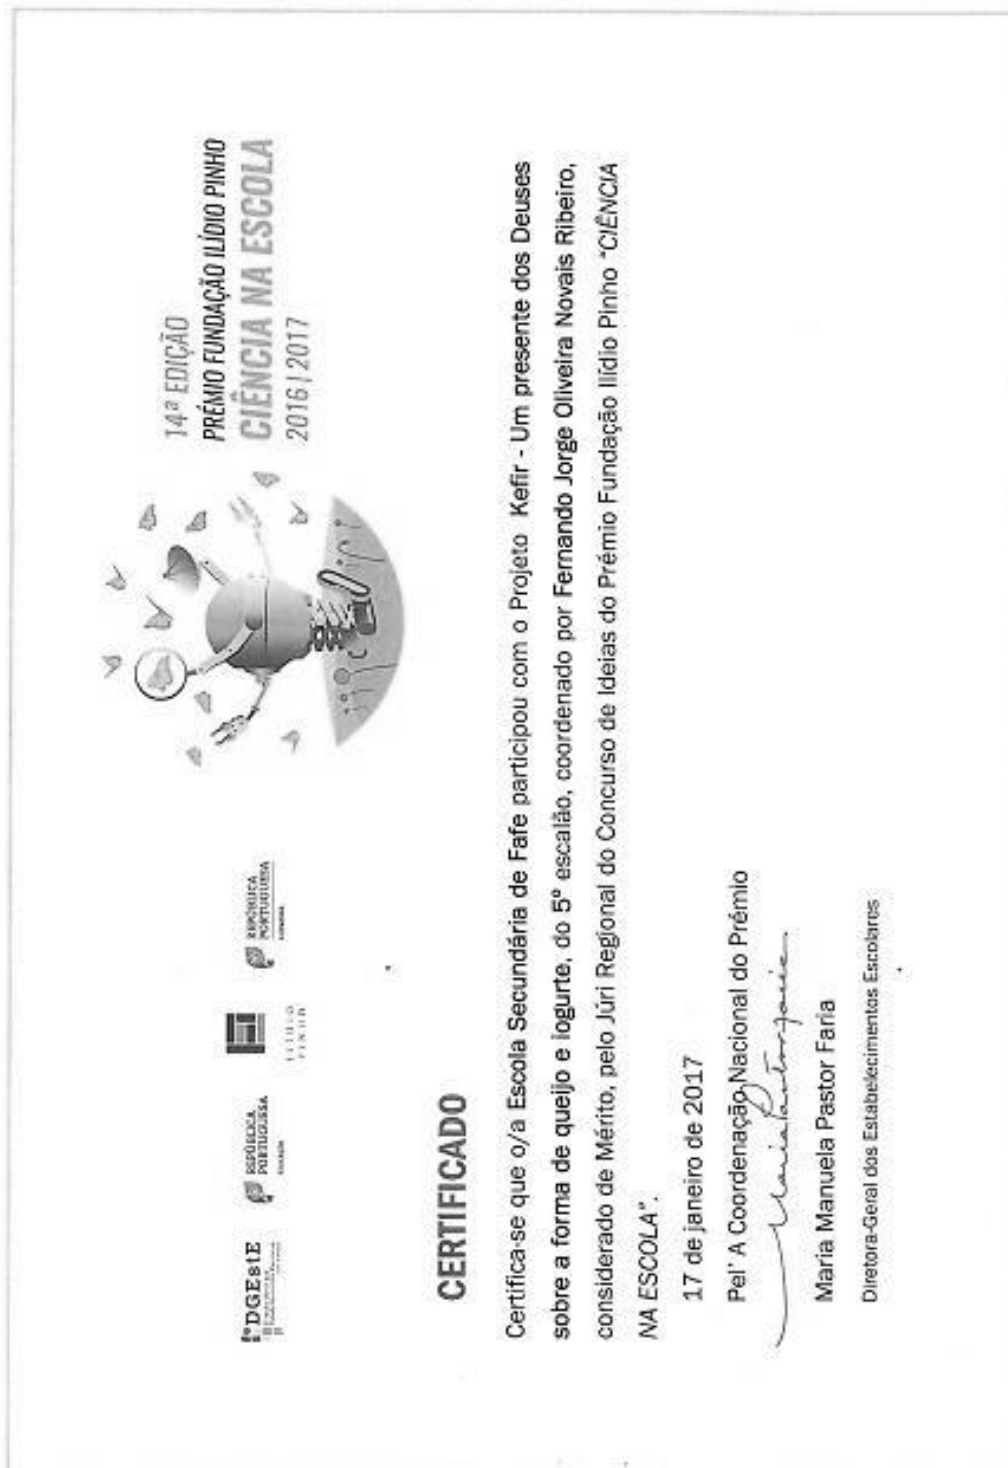 14ª EDIÇÃO
PRÉMIO FUNDAÇÃO ILÍDIO PINHO
CIÊNCIA NA ESCOLA
2016 | 2017
DGEstE
REPÚBLICA
PORTUGUESA
ILÍDIO
PINHO
REPÚBLICA
PORTUGUESA
CERTIFICADO
Certifica-se que o/a Escola Secundária de Fafe participou com o Projeto Kefir - Um presente dos Deuses
sobre a forma de queijo e iogurte, do 5º escalão, coordenado por Fernando Jorge Oliveira Novais Ribeiro,
considerado de Mérito, pelo Júri Regional do Concurso de Ideias do Prémio Fundação Ilídio Pinho "CIÊNCIA
NA ESCOLA".
17 de janeiro de 2017
Pel' A Coordenação Nacional do Prémio
Maria Manuela Pastor Faria
Diretora-Geral dos Estabelecimentos Escolares